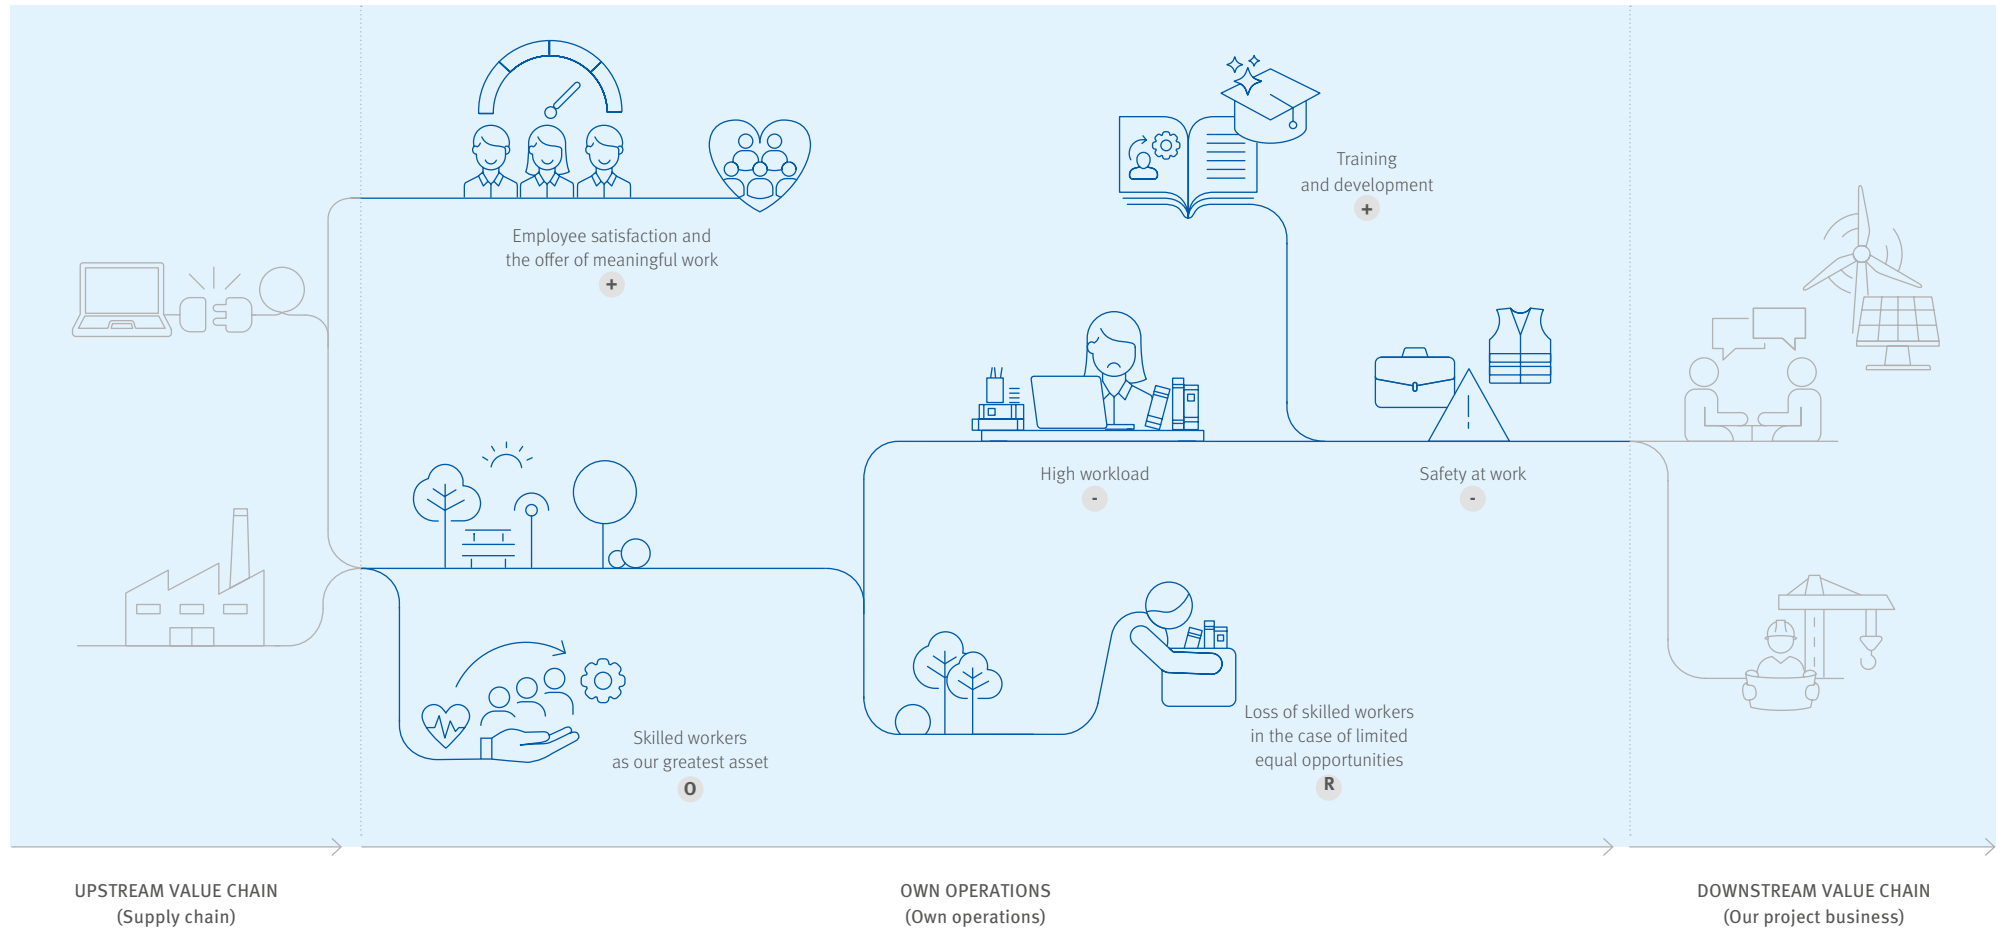 Training
and development
+
Employee satisfaction and
the offer of meaningful work
+
High workload
-
Safety at work
-
Skilled workers
as our greatest asset
O
Loss of skilled workers
in the case of limited
equal opportunities
R
UPSTREAM VALUE CHAIN
(Supply chain)
OWN OPERATIONS
(Own operations)
DOWNSTREAM VALUE CHAIN
(Our project business)